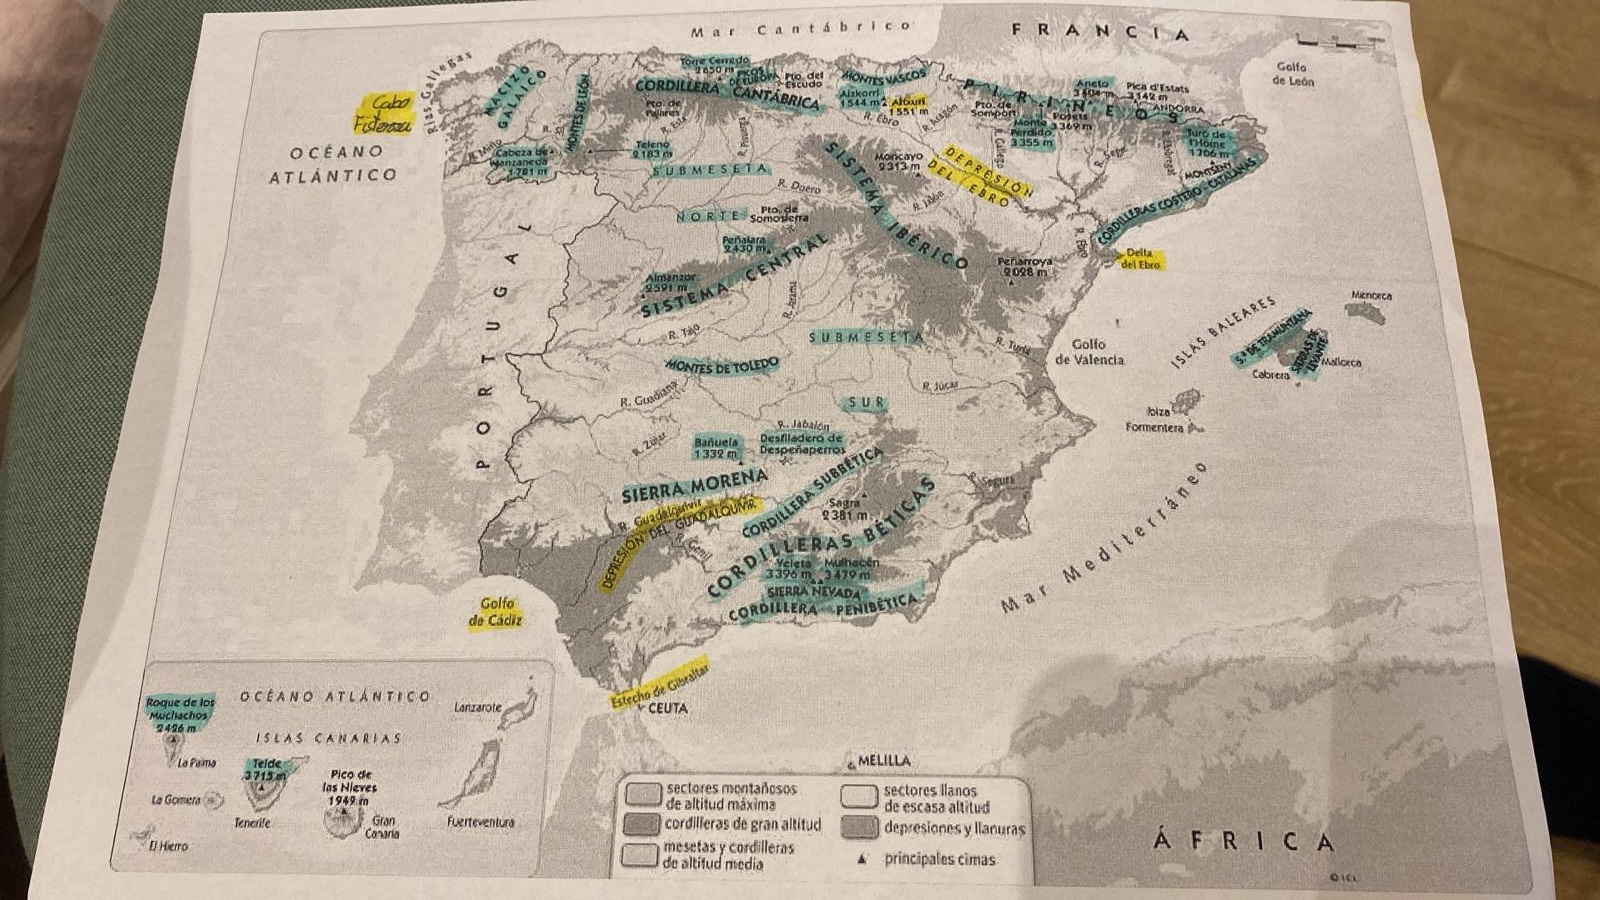 Mar Cantábrico
FRANCIA
Golfo
de León
Rías Gallegas
Cabo
Fisterra
OCÉANO
ATLÁNTICO
MACIZO
GALAICO
MONTES DE LEÓN
Torre Cerredo
2650 m
PICOS
DE EUROPA
Pto. del
Escudo
CORDILLERA CANTÁBRICA
Pto. de
Pajares
R. Esla
R. Pisuerga
MONTES VASCOS
Aizkorri
1544 m
Altxuri
1551 m
R. Ebro
R. Aragón
PIRINEOS
Aneto
3404 m
Pica d'Estats
3142 m
ANDORRA
Pto. de
Somport
Posets
3369 m
Monte
Perdido
3355 m
R. Gállego
R. Segre
R. Llobregat
Turó de
l'Home
1706 m
MONTSENY
CORDILLERAS COSTERO-CATALANAS
R. Miño
R. Sil
Cabeza de
Manzaneda
1781 m
Teleno
2183 m
SUBMESETA
NORTE
R. Duero
Pto. de
Somosierra
SISTEMA IBÉRICO
Moncayo
2313 m
DEPRESIÓN
DEL EBRO
R. Jalón
R. Ebro
Delta
del Ebro
Peñalara
2430 m
Almanzor
2591 m
SISTEMA CENTRAL
R. Jarama
Peñarroya
2028 m
PORTUGAL
R. Tajo
SUBMESETA
SUR
R. Turia
Golfo
de Valencia
ISLAS BALEARES
Menorca
S.ª DE TRAMUNTANA
SIERRAS DE
LEVANTE
Mallorca
Cabrera
Ibiza
Formentera
MONTES DE TOLEDO
R. Guadiana
R. Júcar
R. Zújar
R. Jabalón
Bañuela
1332 m
Desfiladero de
Despeñaperros
SIERRA MORENA
CORDILLERA SUBBÉTICA
R. Segura
Sagra
2381 m
R. Guadalquivir
DEPRESIÓN DEL GUADALQUIVIR
R. Genil
CORDILLERAS BÉTICAS
Veleta
3396 m
Mulhacén
3479 m
SIERRA NEVADA
CORDILLERA PENIBÉTICA
Mar Mediterráneo
Golfo
de Cádiz
Estecho de Gibraltar
CEUTA
MELILLA
ÁFRICA
OCÉANO ATLÁNTICO
ISLAS CANARIAS
Roque de los
Muchachos
2426 m
La Palma
Teide
3715 m
La Gomera
Tenerife
El Hierro
Pico de
las Nieves
1949 m
Gran
Canaria
Lanzarote
Fuerteventura
sectores montañosos
de altitud máxima
cordilleras de gran altitud
mesetas y cordilleras
de altitud media
sectores llanos
de escasa altitud
depresiones y llanuras
principales cimas
© ICL